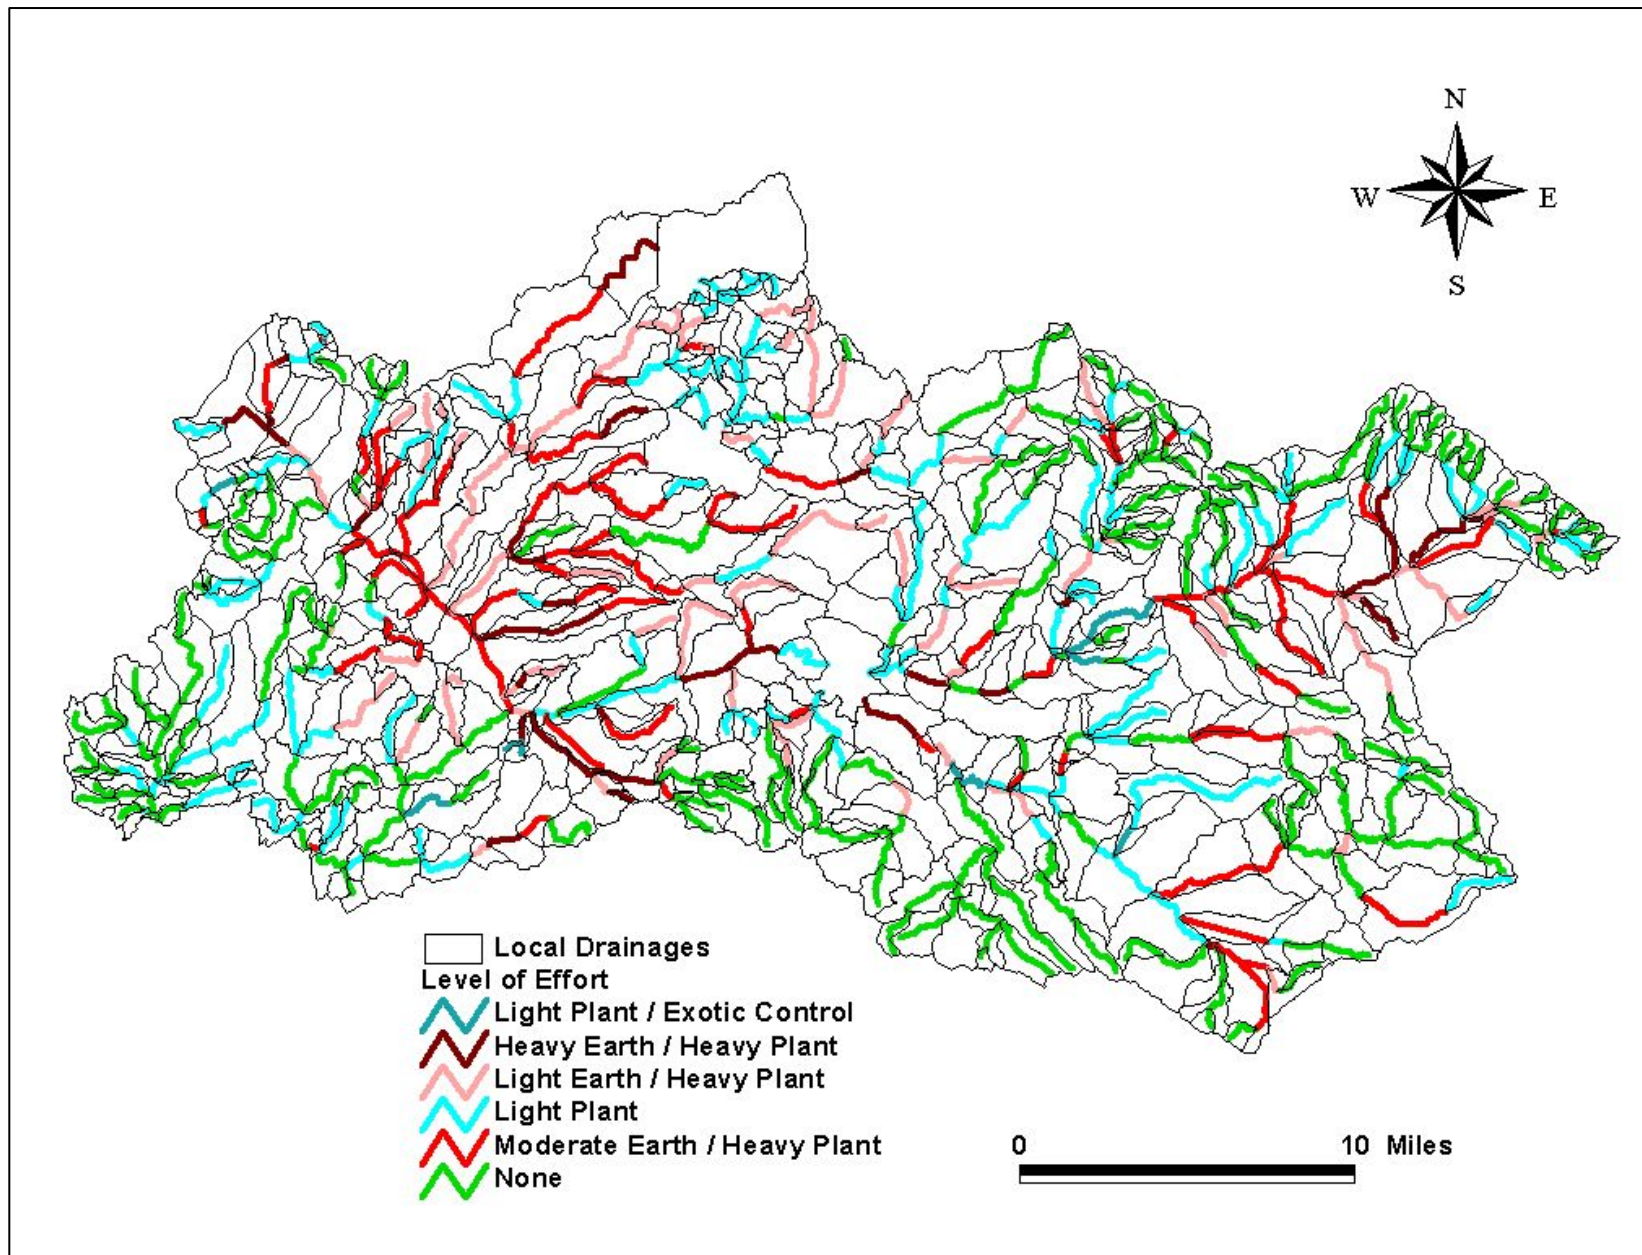 N
W E
S
Local Drainages
Level of Effort
Light Plant / Exotic Control
Heavy Earth / Heavy Plant
Light Earth / Heavy Plant
Light Plant
Moderate Earth / Heavy Plant
None
0 10 Miles